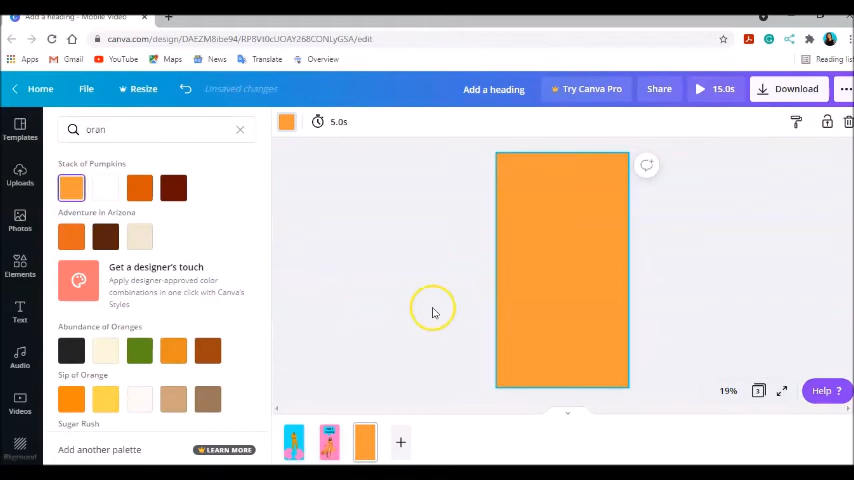 Add a heading - Mobile Video
canva.com/design/DAEZM8ibe94/RP8Vt0cUOAY268CONLyGSA/edit
Apps Gmail YouTube Maps News Translate Overview Reading list
Home File Resize Unsaved changes Add a heading Try Canva Pro Share 15.0s Download
Templates
Uploads
Photos
Elements
Text
Audio
Videos
Bkground
oran
5.0s
Stack of Pumpkins
Adventure in Arizona
Get a designer's touch
Apply designer-approved color
combinations in one click with Canva's
Styles
Abundance of Oranges
Sip of Orange
Sugar Rush
Add another palette LEARN MORE
19% 3 Help ?